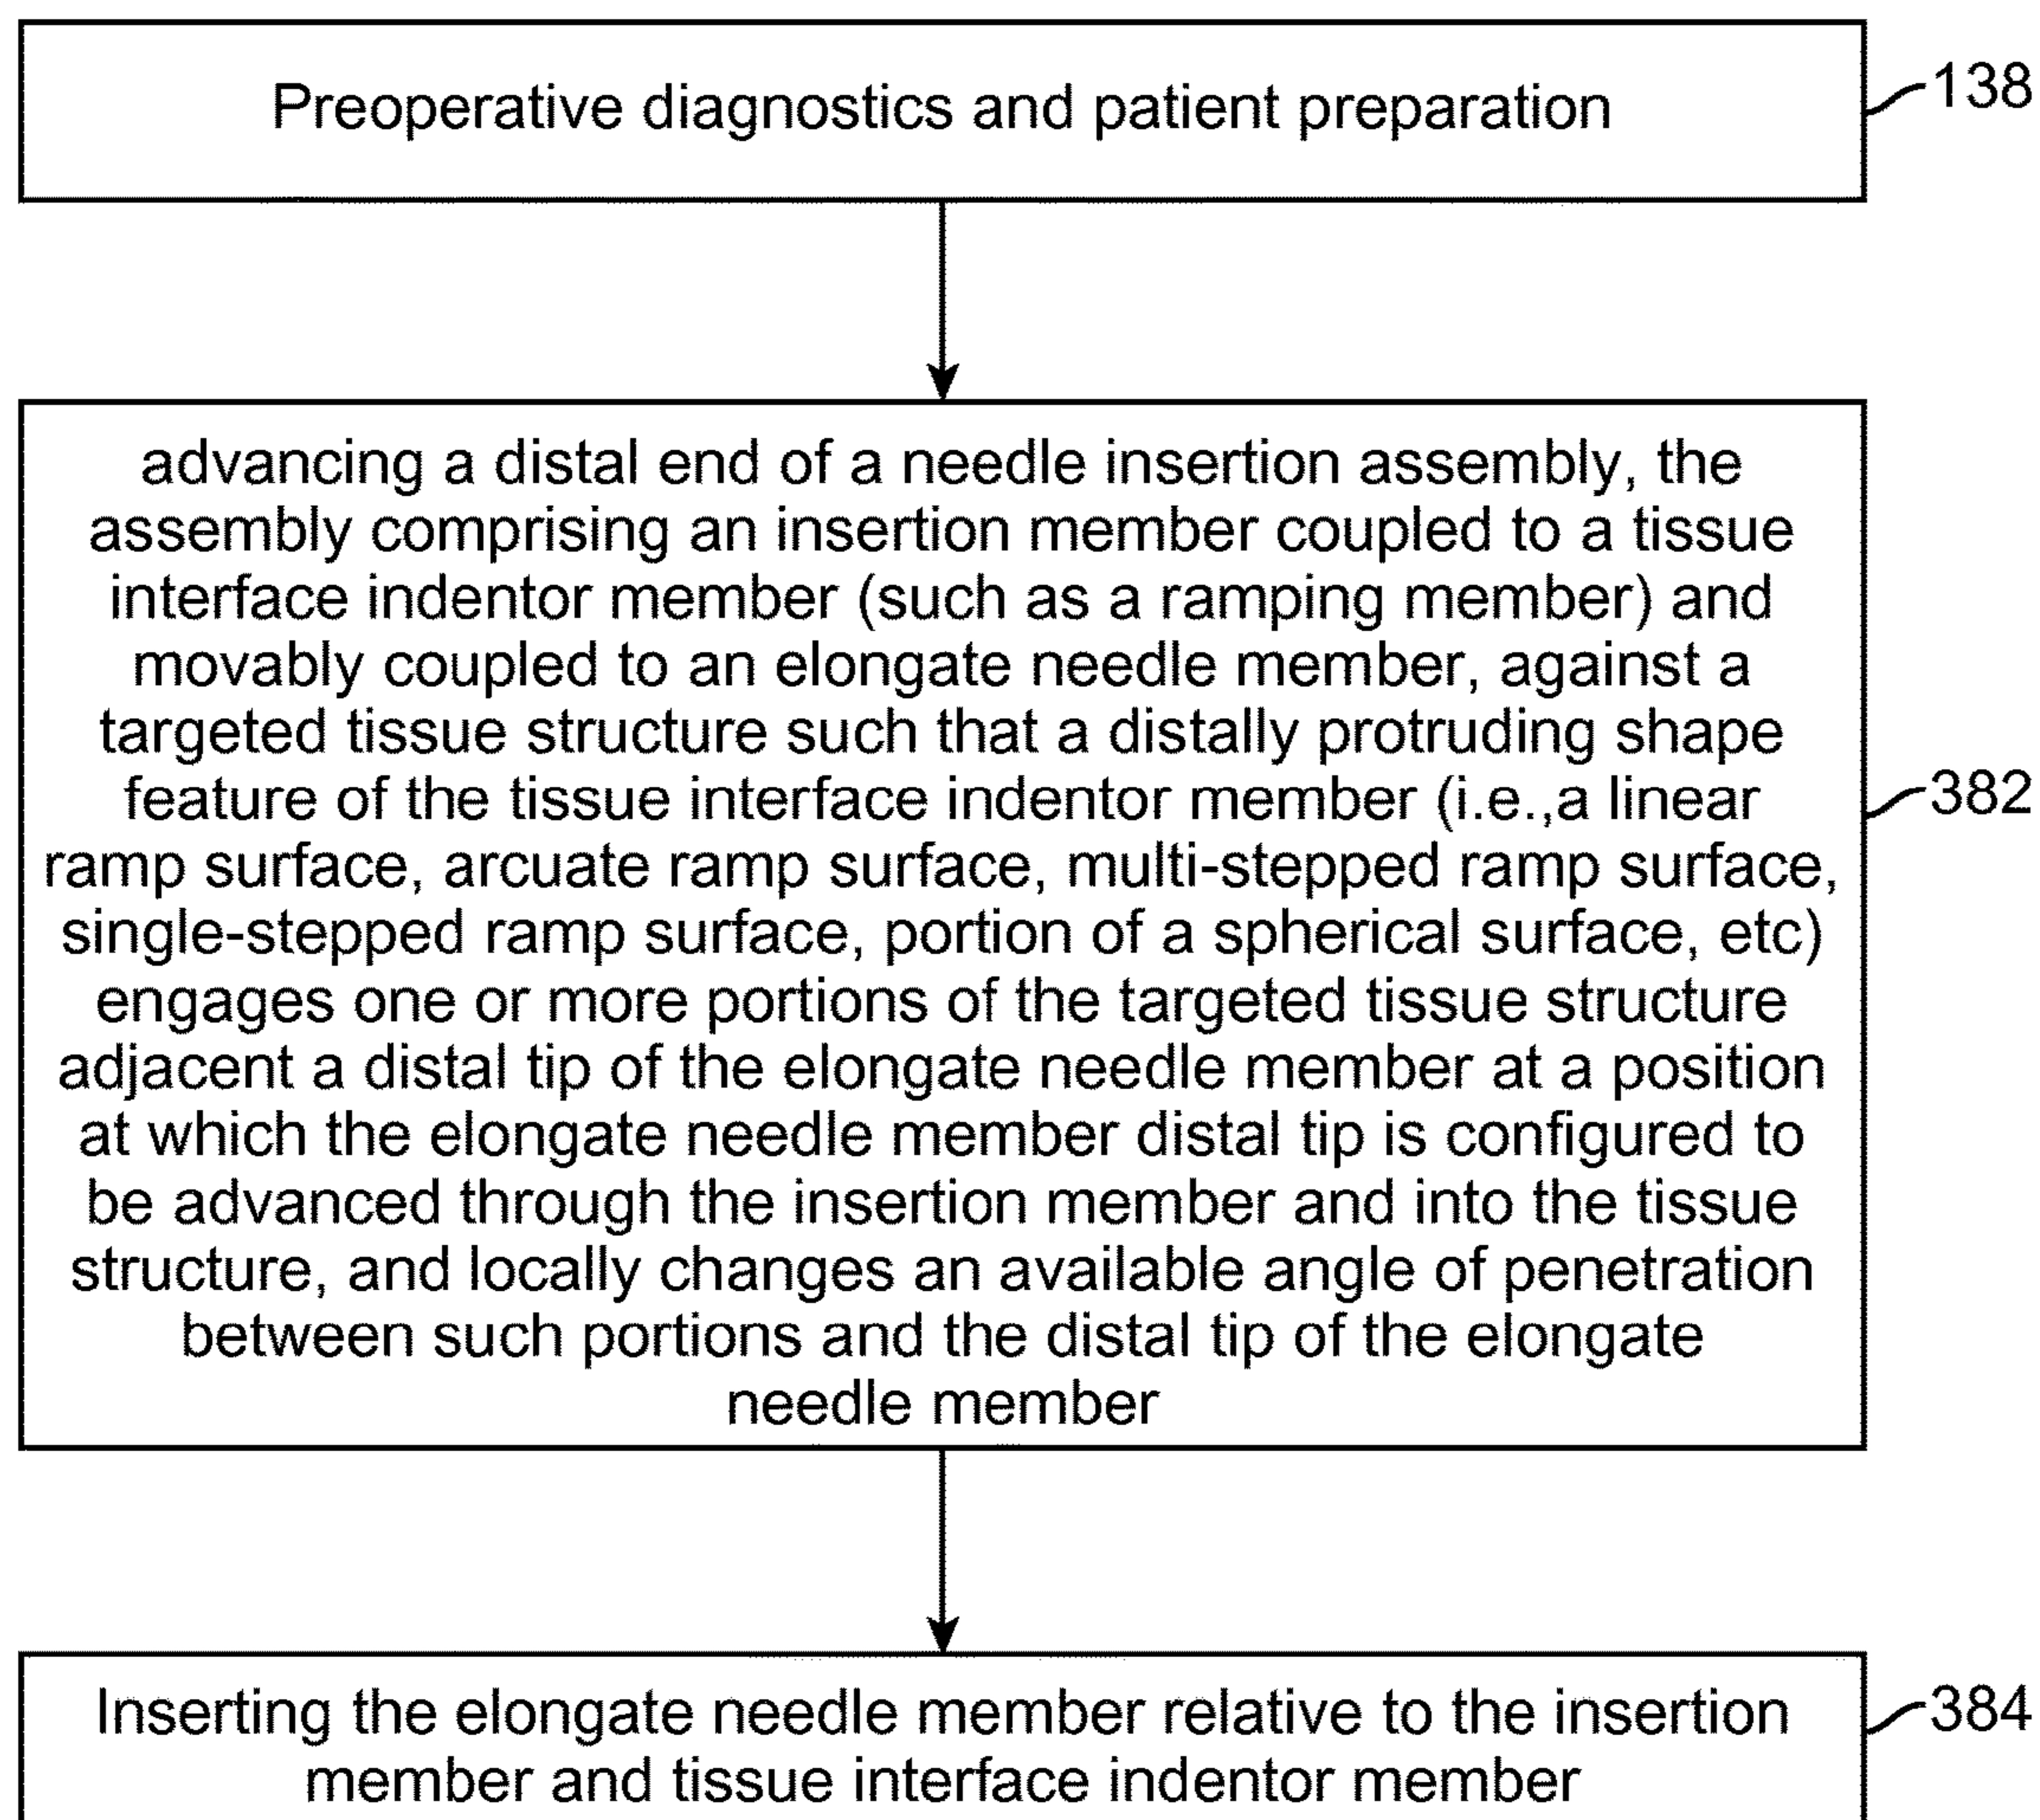 Preoperative diagnostics and patient preparation
138
advancing a distal end of a needle insertion assembly, the
assembly comprising an insertion member coupled to a tissue
interface indentor member (such as a ramping member) and
movably coupled to an elongate needle member, against a
targeted tissue structure such that a distally protruding shape
feature of the tissue interface indentor member (i.e.,a linear
ramp surface, arcuate ramp surface, multi-stepped ramp surface,
single-stepped ramp surface, portion of a spherical surface, etc)
engages one or more portions of the targeted tissue structure
adjacent a distal tip of the elongate needle member at a position
at which the elongate needle member distal tip is configured to
be advanced through the insertion member and into the tissue
structure, and locally changes an available angle of penetration
between such portions and the distal tip of the elongate
needle member
382
Inserting the elongate needle member relative to the insertion
member and tissue interface indentor member
384